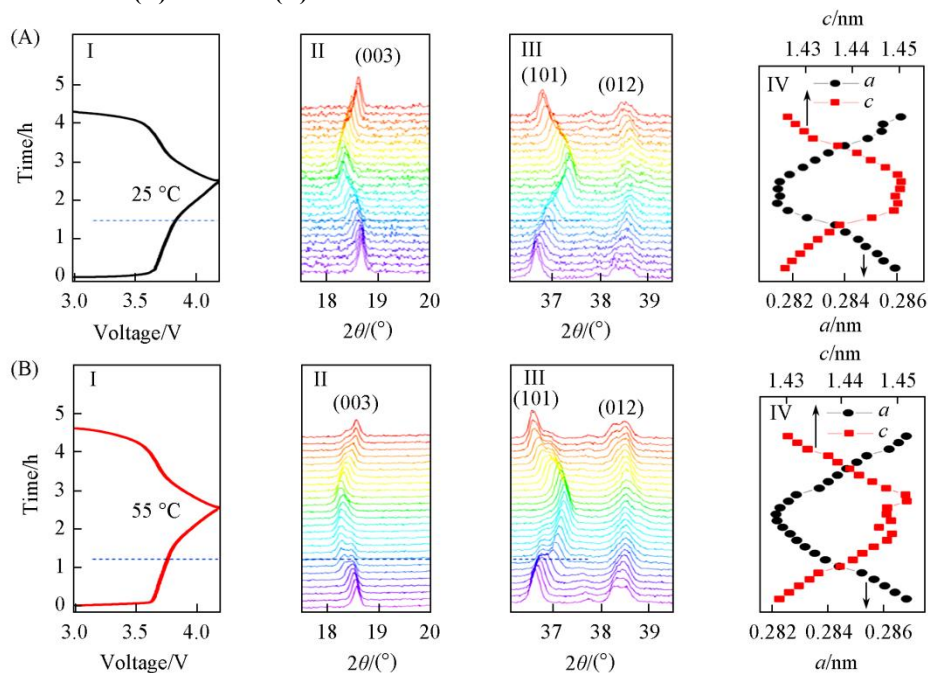 (A)
I
Time/h
5
4
3
2
1
0
25 °C
3.0 3.5 4.0
Voltage/V
II
(003)
18 19 20
2θ/(°)
III
(101)
(012)
37 38 39
2θ/(°)
c/nm
1.43 1.44 1.45
IV
a
c
0.282 0.284 0.286
a/nm
(B)
I
Time/h
5
4
3
2
1
0
55 °C
3.0 3.5 4.0
Voltage/V
II
(003)
18 19 20
2θ/(°)
III
(101)
(012)
37 38 39
2θ/(°)
c/nm
1.43 1.44 1.45
IV
a
c
0.282 0.284 0.286
a/nm